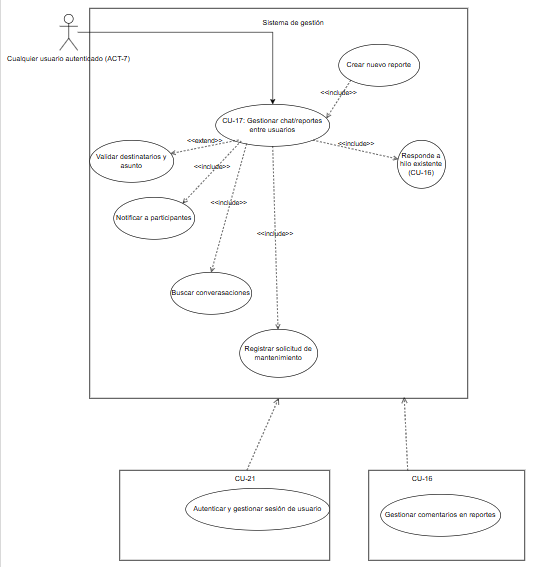 Sistema de gestión
Cualquier usuario autenticado (ACT-7)
Crear nuevo reporte
<<include>>
CU-17: Gestionar chat/reportes
entre usuarios
<<extend>>
<<include>>
Validar destinatarios y
asunto
<<include>>
Responde a
hilo existente
(CU-16)
<<include>>
Notificar a participantes
<<include>>
Buscar converasaciones
Registrar solicitud de
mantenimiento
CU-21
Autenticar y gestionar sesión de usuario
CU-16
Gestionar comentarios en reportes